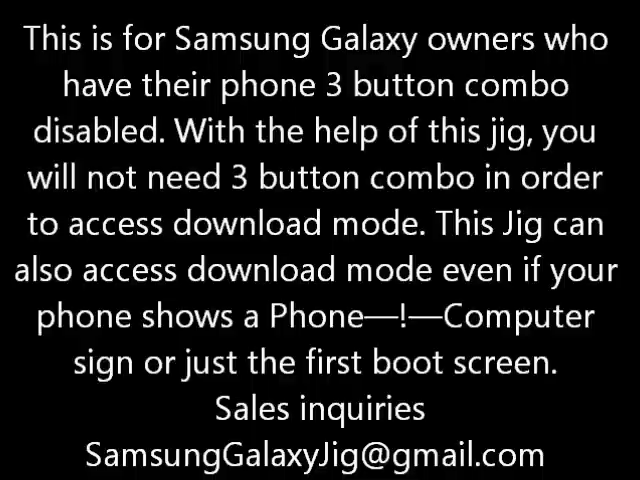 This is for Samsung Galaxy owners who
have their phone 3 button combo
disabled. With the help of this jig, you
will not need 3 button combo in order
to access download mode. This Jig can
also access download mode even if your
phone shows a Phone—!—Computer
sign or just the first boot screen.
Sales inquiries
SamsungGalaxyJig@gmail.com